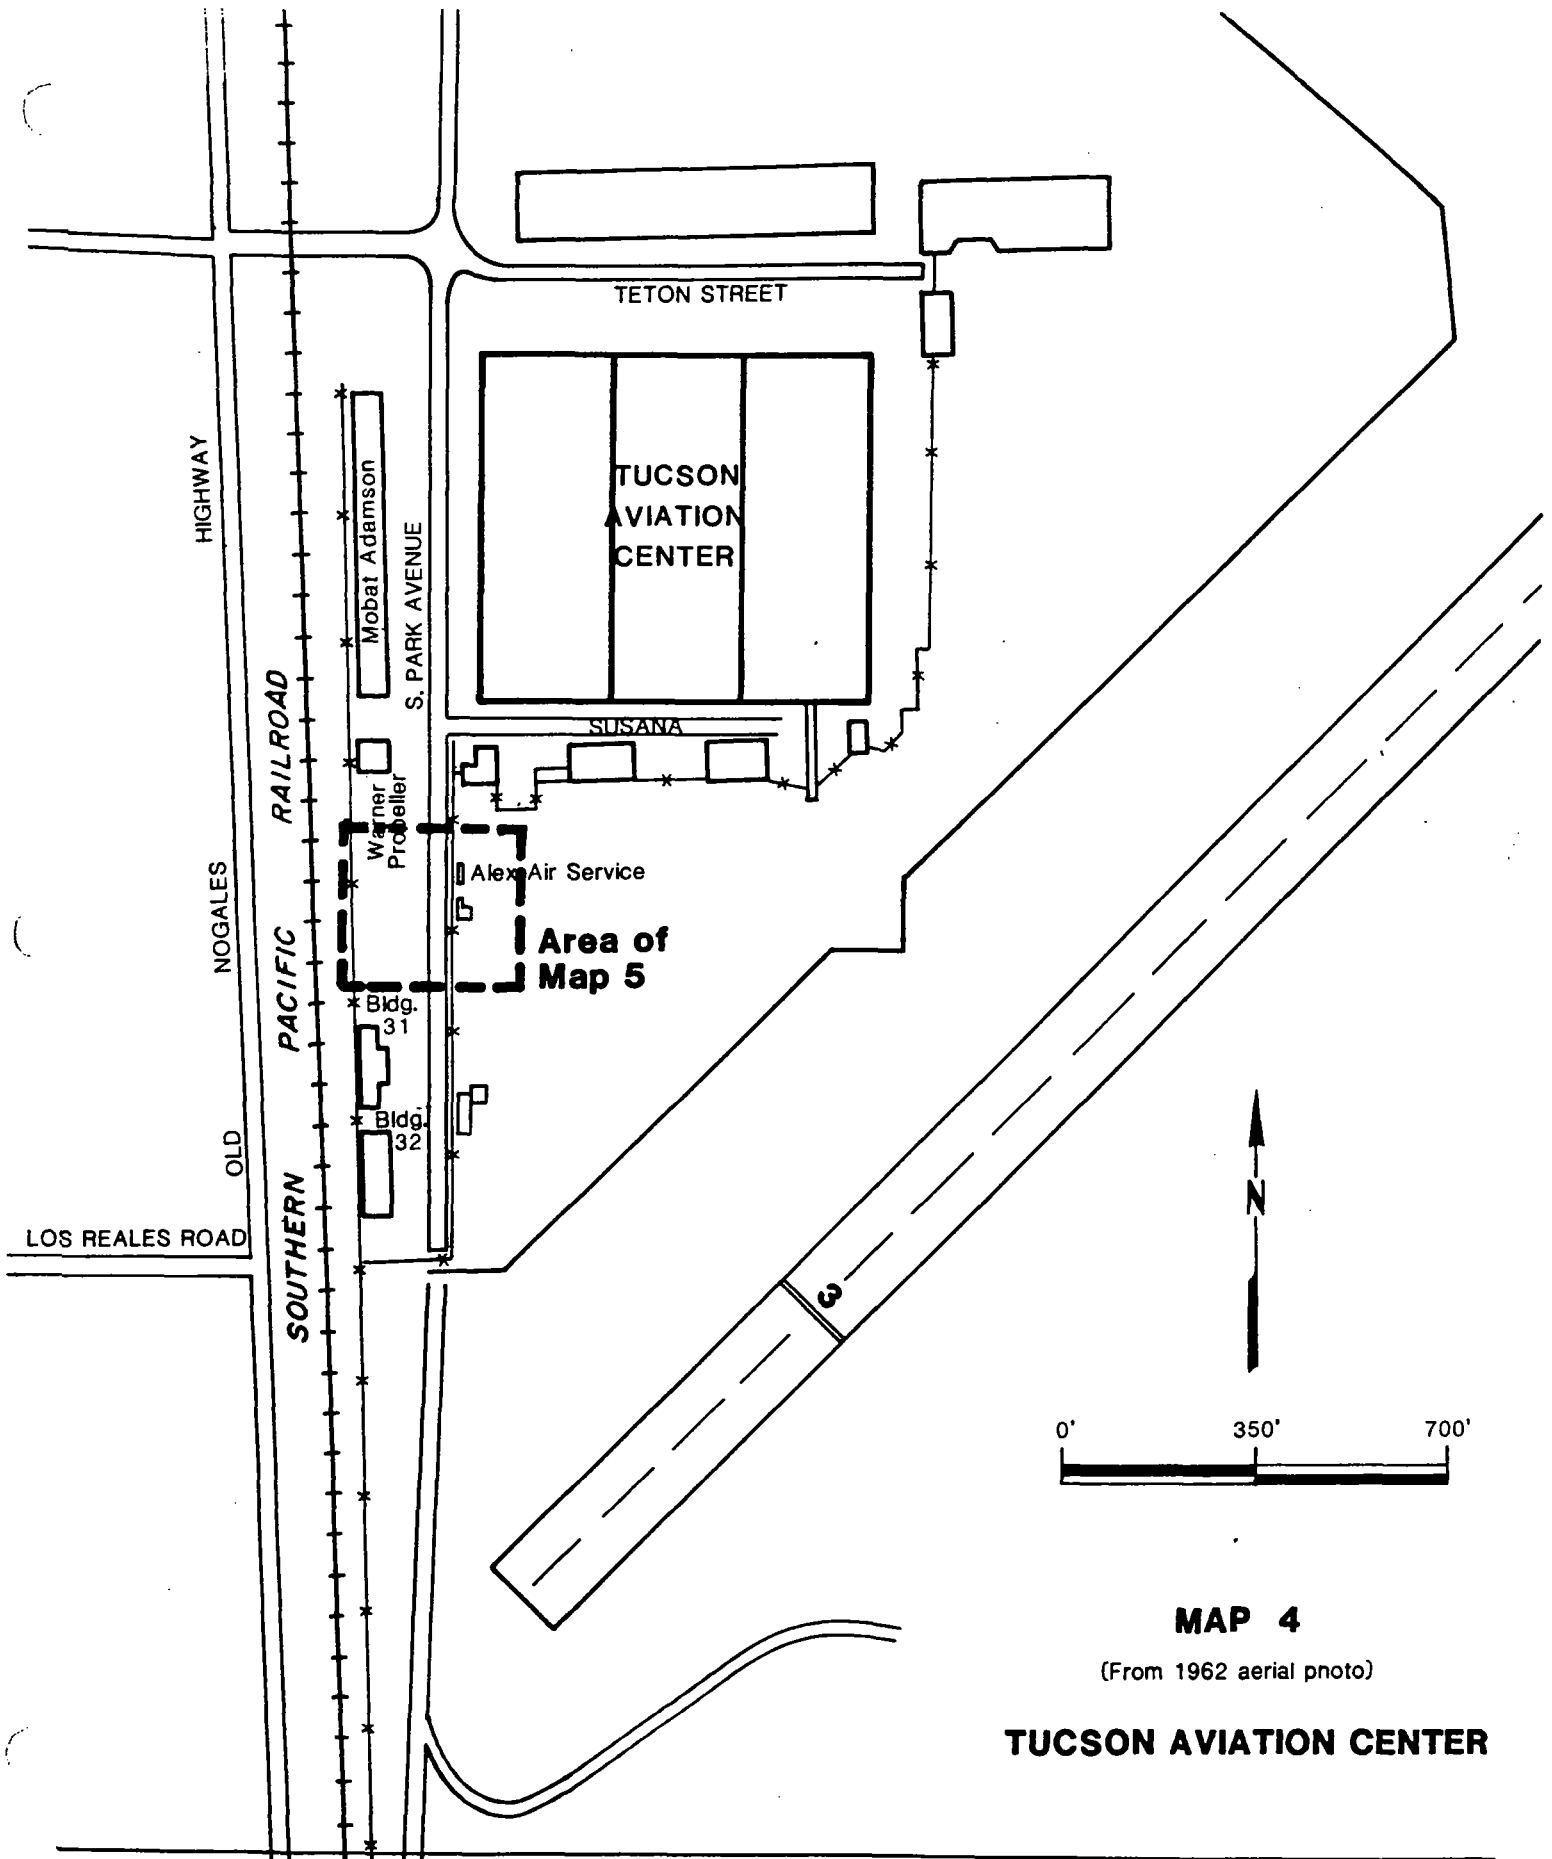 TETON STREET
HIGHWAY
Mobat Adamson
S. PARK AVENUE
TUCSON
AVIATION
CENTER
RAILROAD
SUSANA
Warner
Propeller
Alex Air Service
NOGALES
Area of
Map 5
PACIFIC
Bldg.
31
Bldg.
32
OLD
SOUTHERN
LOS REALES ROAD
N
3
0' 350' 700'
MAP 4
(From 1962 aerial pnoto)
TUCSON AVIATION CENTER